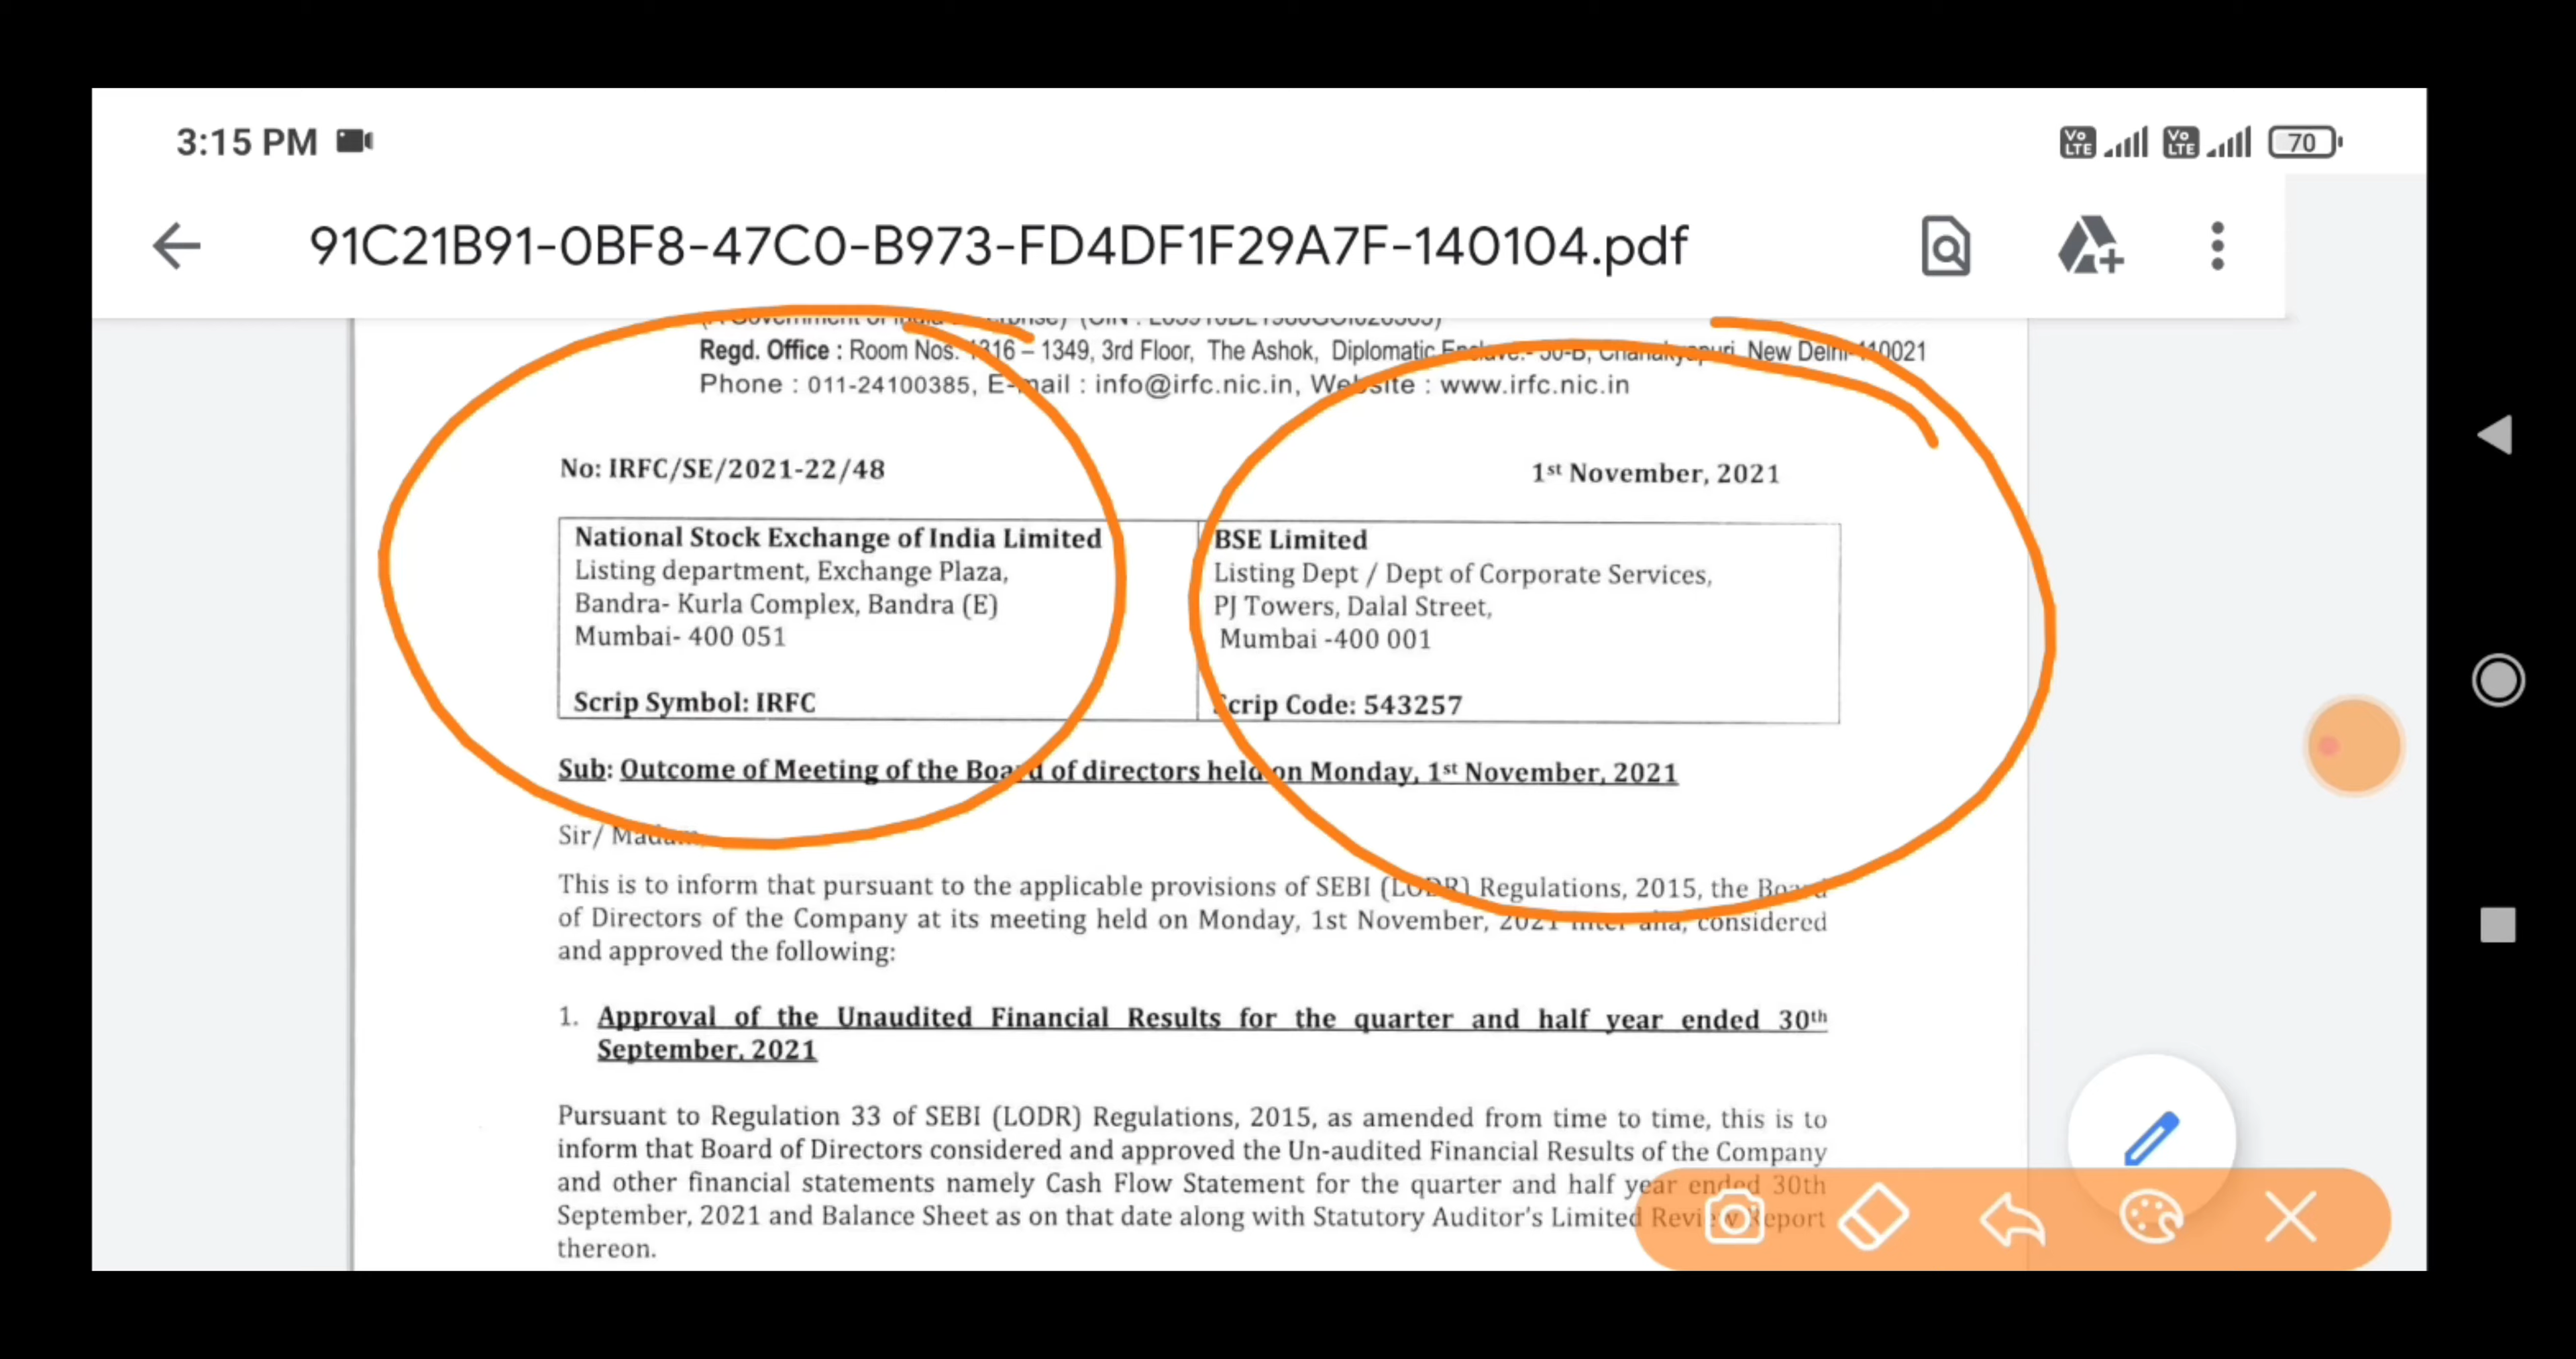 3:15 PM
Vo LTE Vo LTE 70
91C21B91-0BF8-47C0-B973-FD4DF1F29A7F-140104.pdf
Regd. Office : Room Nos. 1316 – 1349, 3rd Floor, The Ashok, Diplomatic Enclave.- 50-B, Chanakyapuri, New Delhi-110021
Phone : 011-24100385, E-mail : info@irfc.nic.in, Website : www.irfc.nic.in
No: IRFC/SE/2021-22/48
1st November, 2021
National Stock Exchange of India Limited
Listing department, Exchange Plaza,
Bandra- Kurla Complex, Bandra (E)
Mumbai- 400 051
Scrip Symbol: IRFC
BSE Limited
Listing Dept / Dept of Corporate Services,
PJ Towers, Dalal Street,
Mumbai -400 001
Scrip Code: 543257
Sub: Outcome of Meeting of the Board of directors held on Monday, 1st November, 2021
Sir/ Madam,
This is to inform that pursuant to the applicable provisions of SEBI (LODR) Regulations, 2015, the Board
of Directors of the Company at its meeting held on Monday, 1st November, 2021 inter alia, considered
and approved the following:
1. Approval of the Unaudited Financial Results for the quarter and half year ended 30th
September, 2021
Pursuant to Regulation 33 of SEBI (LODR) Regulations, 2015, as amended from time to time, this is to
inform that Board of Directors considered and approved the Un-audited Financial Results of the Company
and other financial statements namely Cash Flow Statement for the quarter and half year ended 30th
September, 2021 and Balance Sheet as on that date along with Statutory Auditor's Limited Review Report
thereon.